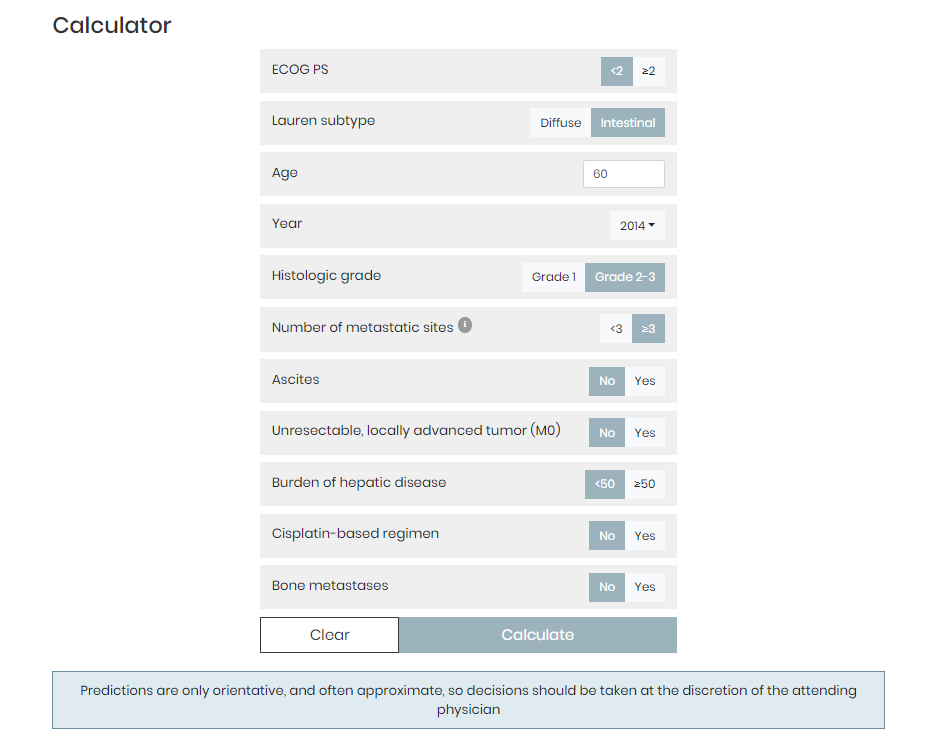 Calculator
ECOG PS <2 ≥2
Lauren subtype Diffuse Intestinal
Age 60
Year 2014
Histologic grade Grade 1 Grade 2-3
Number of metastatic sites i <3 ≥3
Ascites No Yes
Unresectable, locally advanced tumor (M0) No Yes
Burden of hepatic disease <50 ≥50
Cisplatin-based regimen No Yes
Bone metastases No Yes
Clear Calculate
Predictions are only orientative, and often approximate, so decisions should be taken at the discretion of the attending
physician